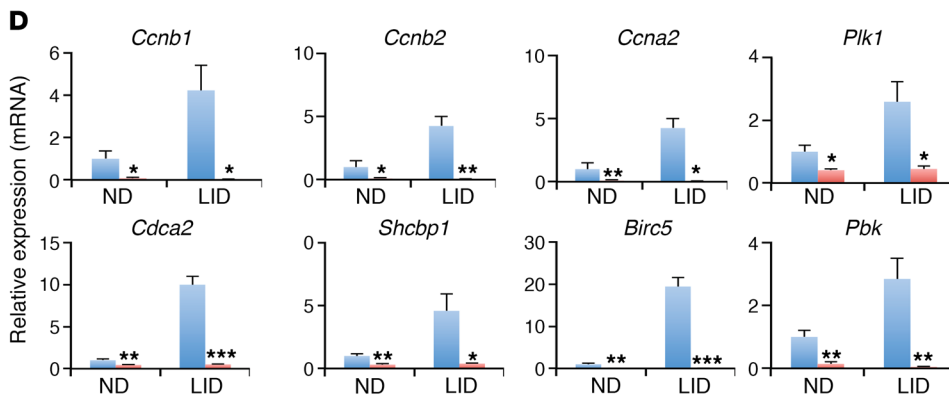 D
Ccnb1 Ccnb2 Ccna2 Plk1
Relative expression (mRNA)
6 10 10 4
4
5 5 2
2
0 0 0 0
* * * ** ** * * *
ND LID ND LID ND LID ND LID
Cdca2 Shcbp1 Birc5 Pbk
15 0 30 4
10 20
5 2
5 10
0 0 0 0
** *** ** * ** *** ** **
ND LID ND LID ND LID ND LID